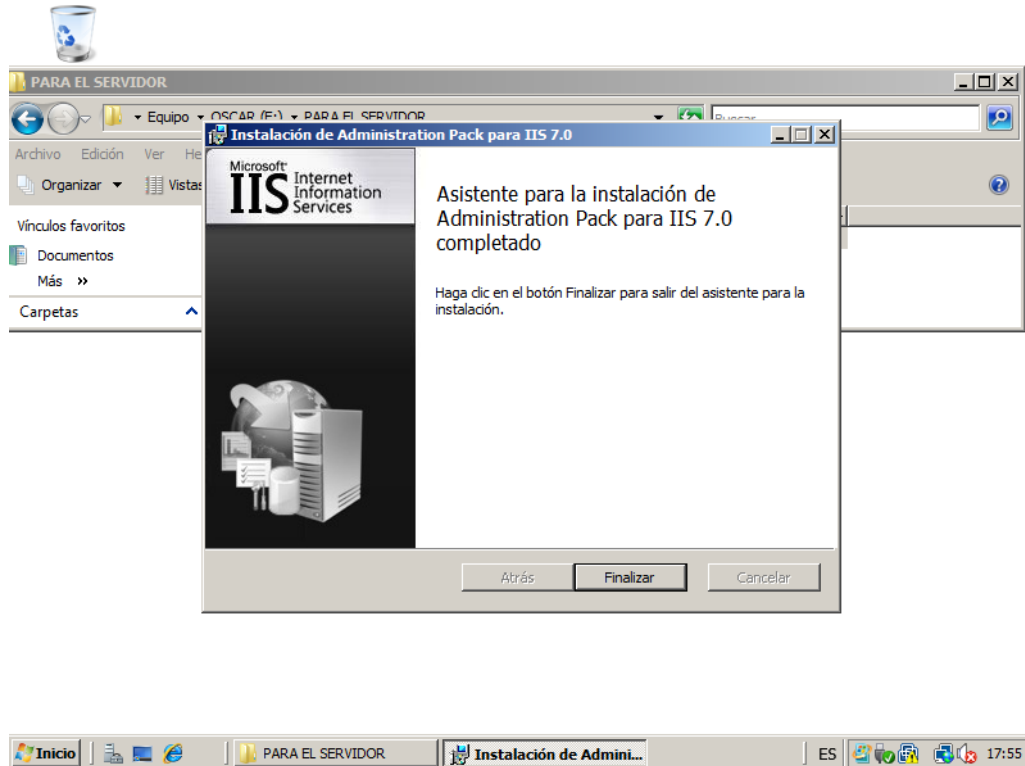 PARA EL SERVIDOR
Equipo OSCAR (E:) PARA EL SERVIDOR
Buscar
Archivo Edición Ver He
Organizar Vistas
Vínculos favoritos
Documentos
Más »
Carpetas
Instalación de Administration Pack para IIS 7.0
Microsoft
IIS Internet
Information
Services
Asistente para la instalación de
Administration Pack para IIS 7.0
completado
Haga clic en el botón Finalizar para salir del asistente para la
instalación.
Atrás Finalizar Cancelar
Inicio PARA EL SERVIDOR Instalación de Admini... ES 17:55